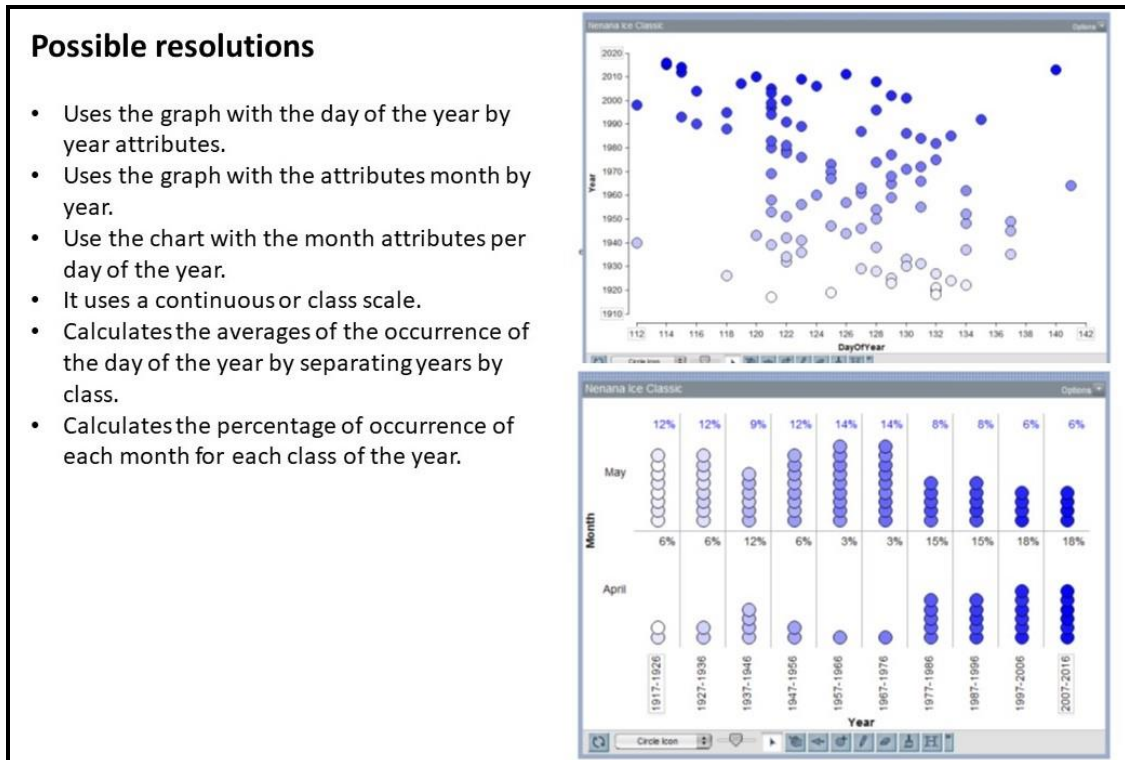 Possible resolutions
• Uses the graph with the day of the year by
year attributes.
• Uses the graph with the attributes month by
year.
• Use the chart with the month attributes per
day of the year.
• It uses a continuous or class scale.
• Calculates the averages of the occurrence of
the day of the year by separating years by
class.
• Calculates the percentage of occurrence of
each month for each class of the year.
Nenana Ice Classic Options
2020
2010
2000
1990
1980
1970
1960
1950
1940
1930
1920
1910
Year
112 114 116 118 120 122 124 126 128 130 132 134 136 138 140 142
DayOfYear
Circle Icon
Nenana Ice Classic Options
12% 12% 9% 12% 14% 14% 8% 8% 6% 6%
May
Month
6% 6% 12% 6% 3% 3% 15% 15% 18% 18%
April
1917-1926 1927-1936 1937-1946 1947-1956 1957-1966 1967-1976 1977-1986 1987-1996 1997-2006 2007-2016
Year
Circle Icon